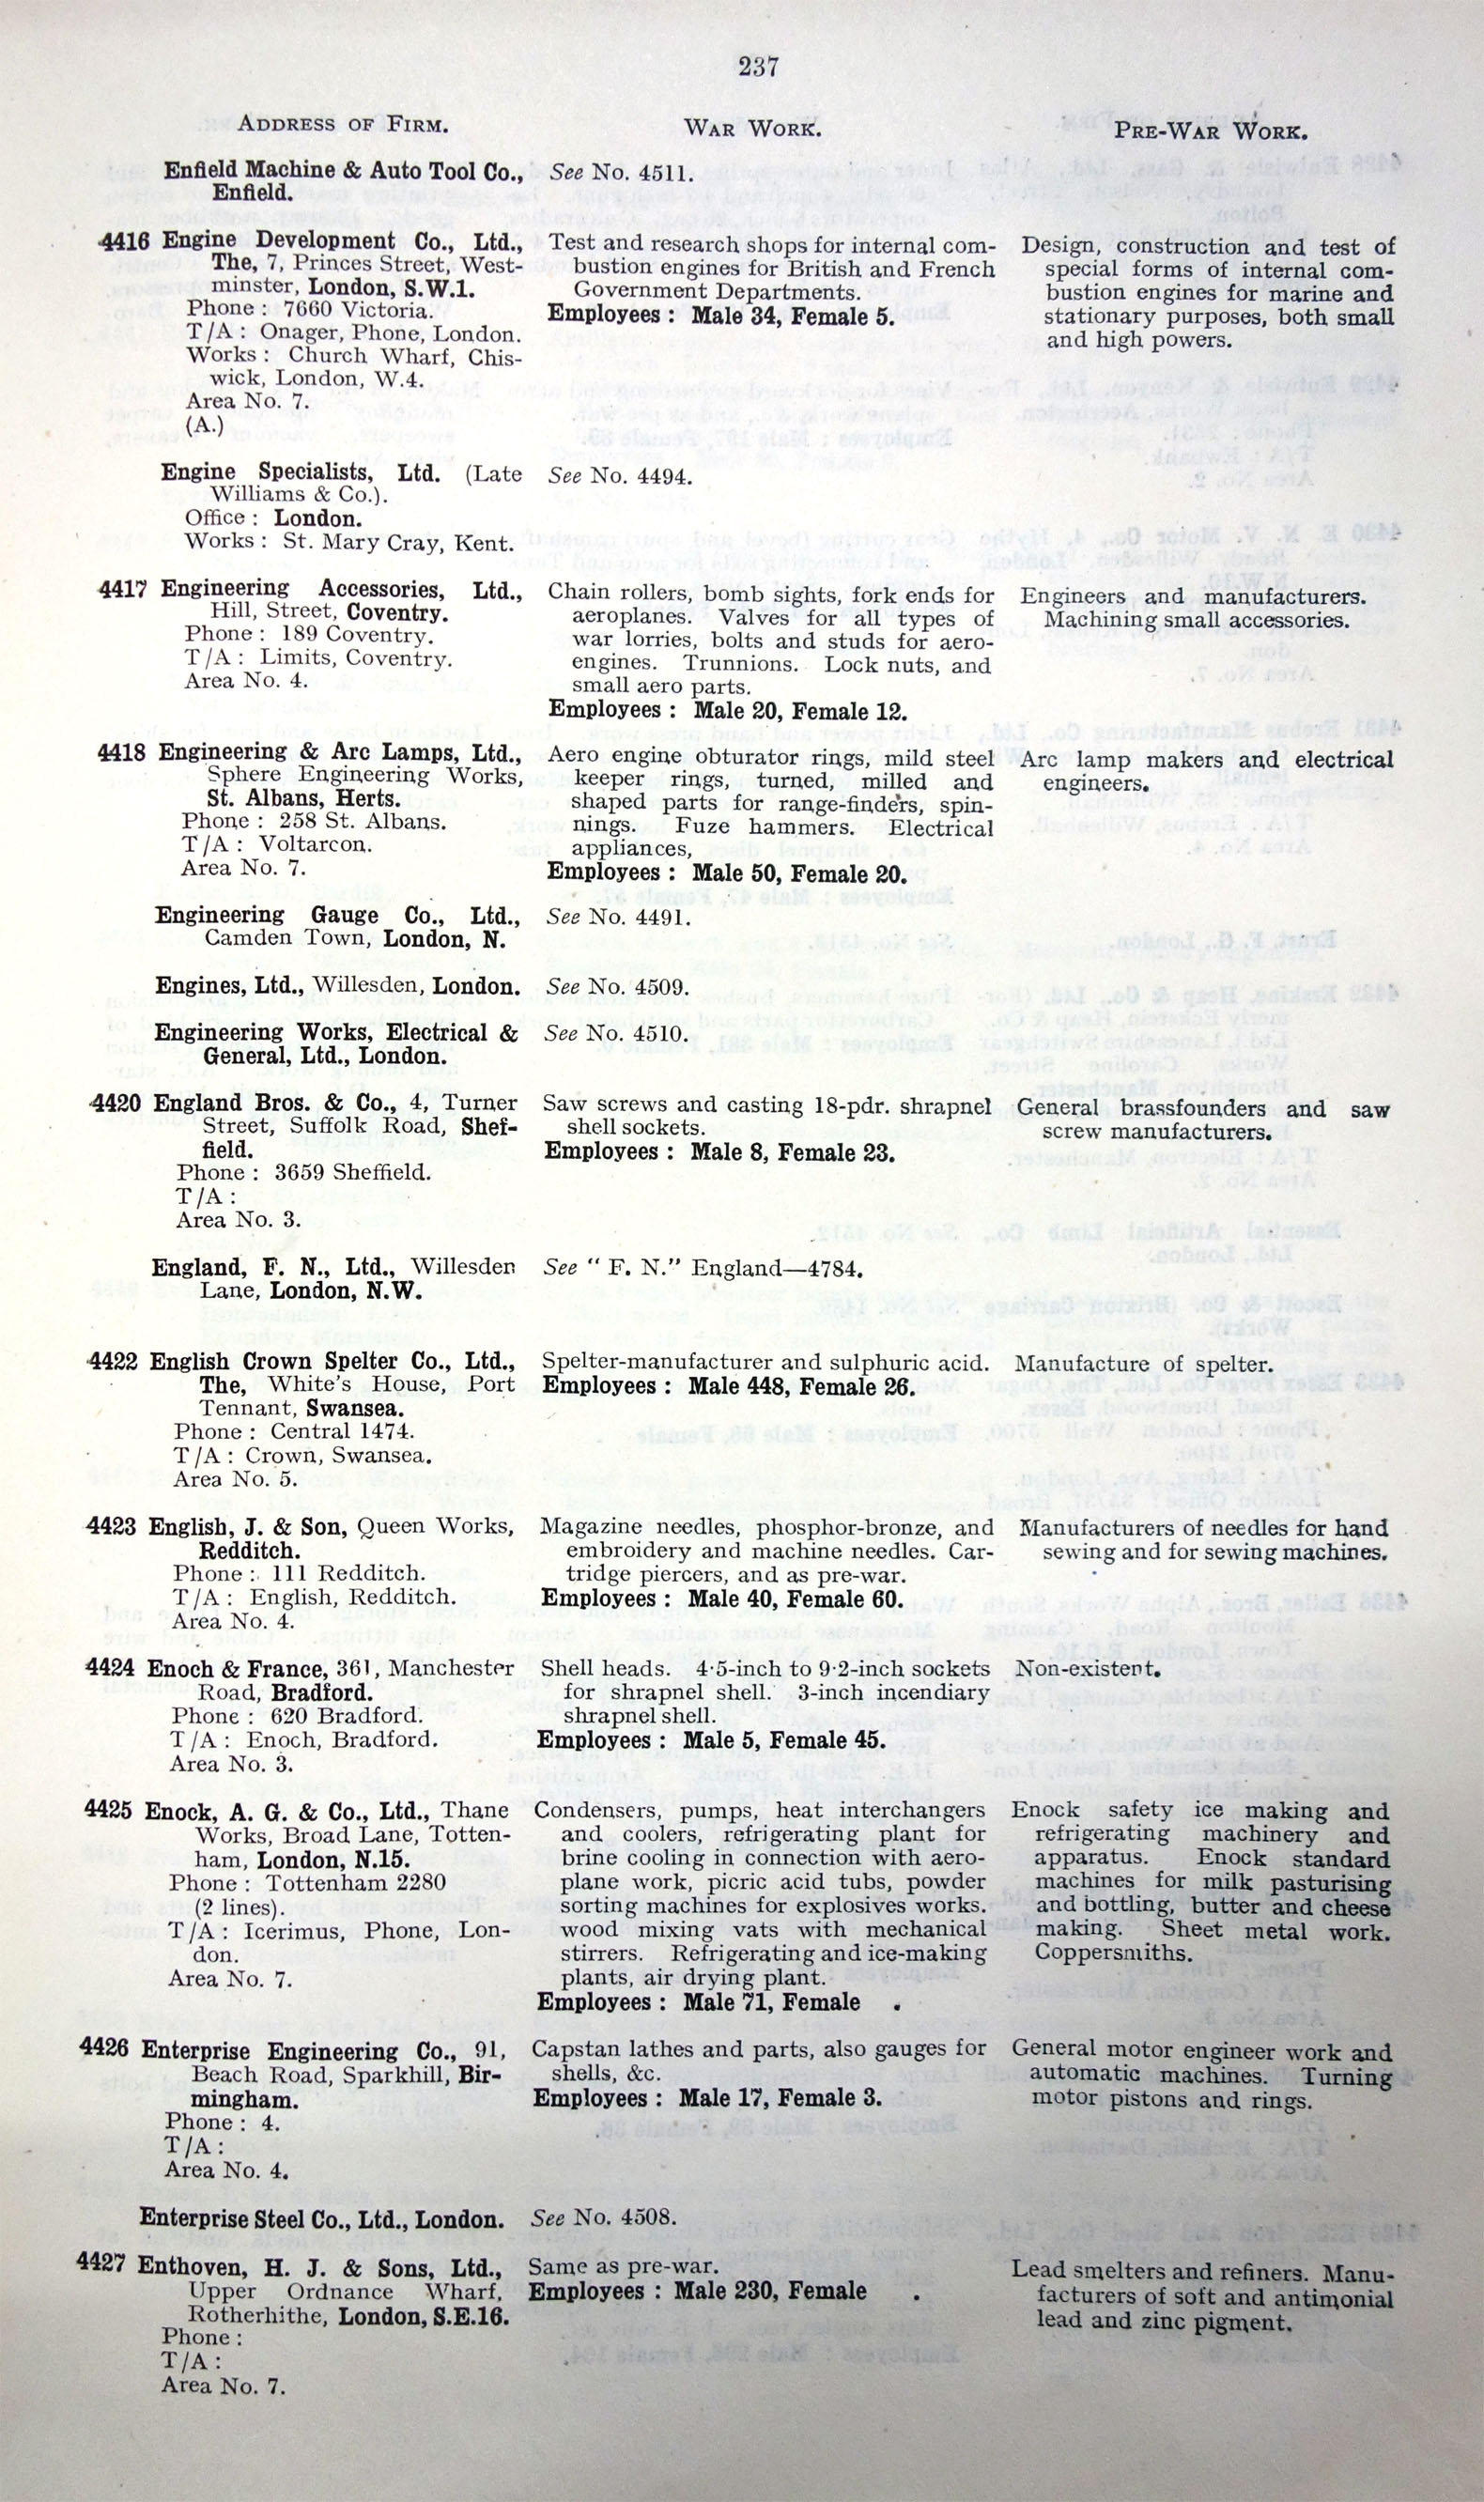 237
ADDRESS OF FIRM.
WAR WORK.
PRE-WAR WORK.
Enfield Machine & Auto Tool Co.,
Enfield.
See No. 4511.
4416 Engine Development Co., Ltd.,
The, 7, Princes Street, West-
minster, London, S.W.1.
Phone : 7660 Victoria.
T/A : Onager, Phone, London.
Works : Church Wharf, Chis-
wick, London, W.4.
Area No. 7.
(A.)
Test and research shops for internal com-
bustion engines for British and French
Government Departments.
Employees : Male 34, Female 5.
Design, construction and test of
special forms of internal com-
bustion engines for marine and
stationary purposes, both small
and high powers.
Engine Specialists, Ltd. (Late
Williams & Co.).
Office : London.
Works : St. Mary Cray, Kent.
See No. 4494.
4417 Engineering Accessories, Ltd.,
Hill, Street, Coventry.
Phone : 189 Coventry.
T/A : Limits, Coventry.
Area No. 4.
Chain rollers, bomb sights, fork ends for
aeroplanes. Valves for all types of
war lorries, bolts and studs for aero-
engines. Trunnions. Lock nuts, and
small aero parts.
Employees : Male 20, Female 12.
Engineers and manufacturers.
Machining small accessories.
4418 Engineering & Arc Lamps, Ltd.,
Sphere Engineering Works,
St. Albans, Herts.
Phone : 258 St. Albans.
T/A : Voltarcon.
Area No. 7.
Aero engine obturator rings, mild steel
keeper rings, turned, milled and
shaped parts for range-finders, spin-
nings. Fuze hammers. Electrical
appliances,
Employees : Male 50, Female 20.
Arc lamp makers and electrical
engineers.
Engineering Gauge Co., Ltd.,
Camden Town, London, N.
See No. 4491.
Engines, Ltd., Willesden, London.
See No. 4509.
Engineering Works, Electrical &
General, Ltd., London.
See No. 4510.
4420 England Bros. & Co., 4, Turner
Street, Suffolk Road, Shef-
field.
Phone : 3659 Sheffield.
T/A :
Area No. 3.
Saw screws and casting 18-pdr. shrapnel
shell sockets.
Employees : Male 8, Female 23.
General brassfounders and saw
screw manufacturers.
England, F. N., Ltd., Willesden
Lane, London, N.W.
See " F. N." England—4784.
4422 English Crown Spelter Co., Ltd.,
The, White's House, Port
Tennant, Swansea.
Phone : Central 1474.
T/A : Crown, Swansea.
Area No. 5.
Spelter-manufacturer and sulphuric acid.
Employees : Male 448, Female 26.
Manufacture of spelter.
4423 English, J. & Son, Queen Works,
Redditch.
Phone : 111 Redditch.
T/A : English, Redditch.
Area No. 4.
Magazine needles, phosphor-bronze, and
embroidery and machine needles. Car-
tridge piercers, and as pre-war.
Employees : Male 40, Female 60.
Manufacturers of needles for hand
sewing and for sewing machines.
4424 Enoch & France, 361, Manchester
Road, Bradford.
Phone : 620 Bradford.
T/A : Enoch, Bradford.
Area No. 3.
Shell heads. 4·5-inch to 9·2-inch sockets
for shrapnel shell. 3-inch incendiary
shrapnel shell.
Employees : Male 5, Female 45.
Non-existent.
4425 Enock, A. G. & Co., Ltd., Thane
Works, Broad Lane, Totten-
ham, London, N.15.
Phone : Tottenham 2280
(2 lines).
T/A : Icerimus, Phone, Lon-
don.
Area No. 7.
Condensers, pumps, heat interchangers
and coolers, refrigerating plant for
brine cooling in connection with aero-
plane work, picric acid tubs, powder
sorting machines for explosives works.
wood mixing vats with mechanical
stirrers. Refrigerating and ice-making
plants, air drying plant.
Employees : Male 71, Female .
Enock safety ice making and
refrigerating machinery and
apparatus. Enock standard
machines for milk pasturising
and bottling, butter and cheese
making. Sheet metal work.
Coppersmiths.
4426 Enterprise Engineering Co., 91,
Beach Road, Sparkhill, Bir-
mingham.
Phone : 4.
T/A :
Area No. 4.
Capstan lathes and parts, also gauges for
shells, &c.
Employees : Male 17, Female 3.
General motor engineer work and
automatic machines. Turning
motor pistons and rings.
Enterprise Steel Co., Ltd., London.
See No. 4508.
4427 Enthoven, H. J. & Sons, Ltd.,
Upper Ordnance Wharf,
Rotherhithe, London, S.E.16.
Phone :
T/A :
Area No. 7.
Same as pre-war.
Employees : Male 230, Female .
Lead smelters and refiners. Manu-
facturers of soft and antimonial
lead and zinc pigment.